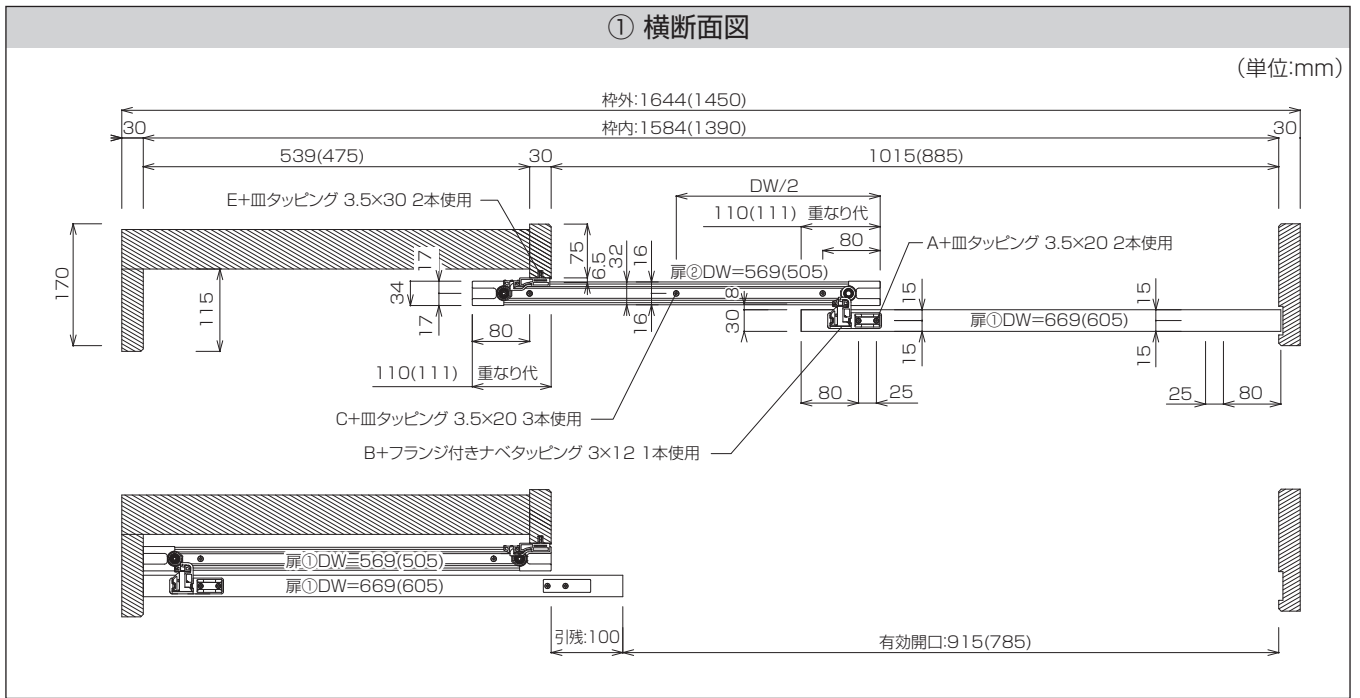 ① 横断面図
(単位:mm)
枠外:1644(1450)
30
枠内:1584(1390)
30
539(475)
30
1015(885)
DW/2
E+皿タッピング 3.5×30 2本使用
110(111) 重なり代
80
A+皿タッピング 3.5×20 2本使用
170
115
34
17
17
75
6.5
32
16
16
扉②DW=569(505)
8
30
15
15
扉①DW=669(605)
15
15
80
110(111) 重なり代
80
25
25
80
C+皿タッピング 3.5×20 3本使用
B+フランジ付きナベタッピング 3×12 1本使用
扉①DW=569(505)
扉①DW=669(605)
引残:100
有効開口:915(785)